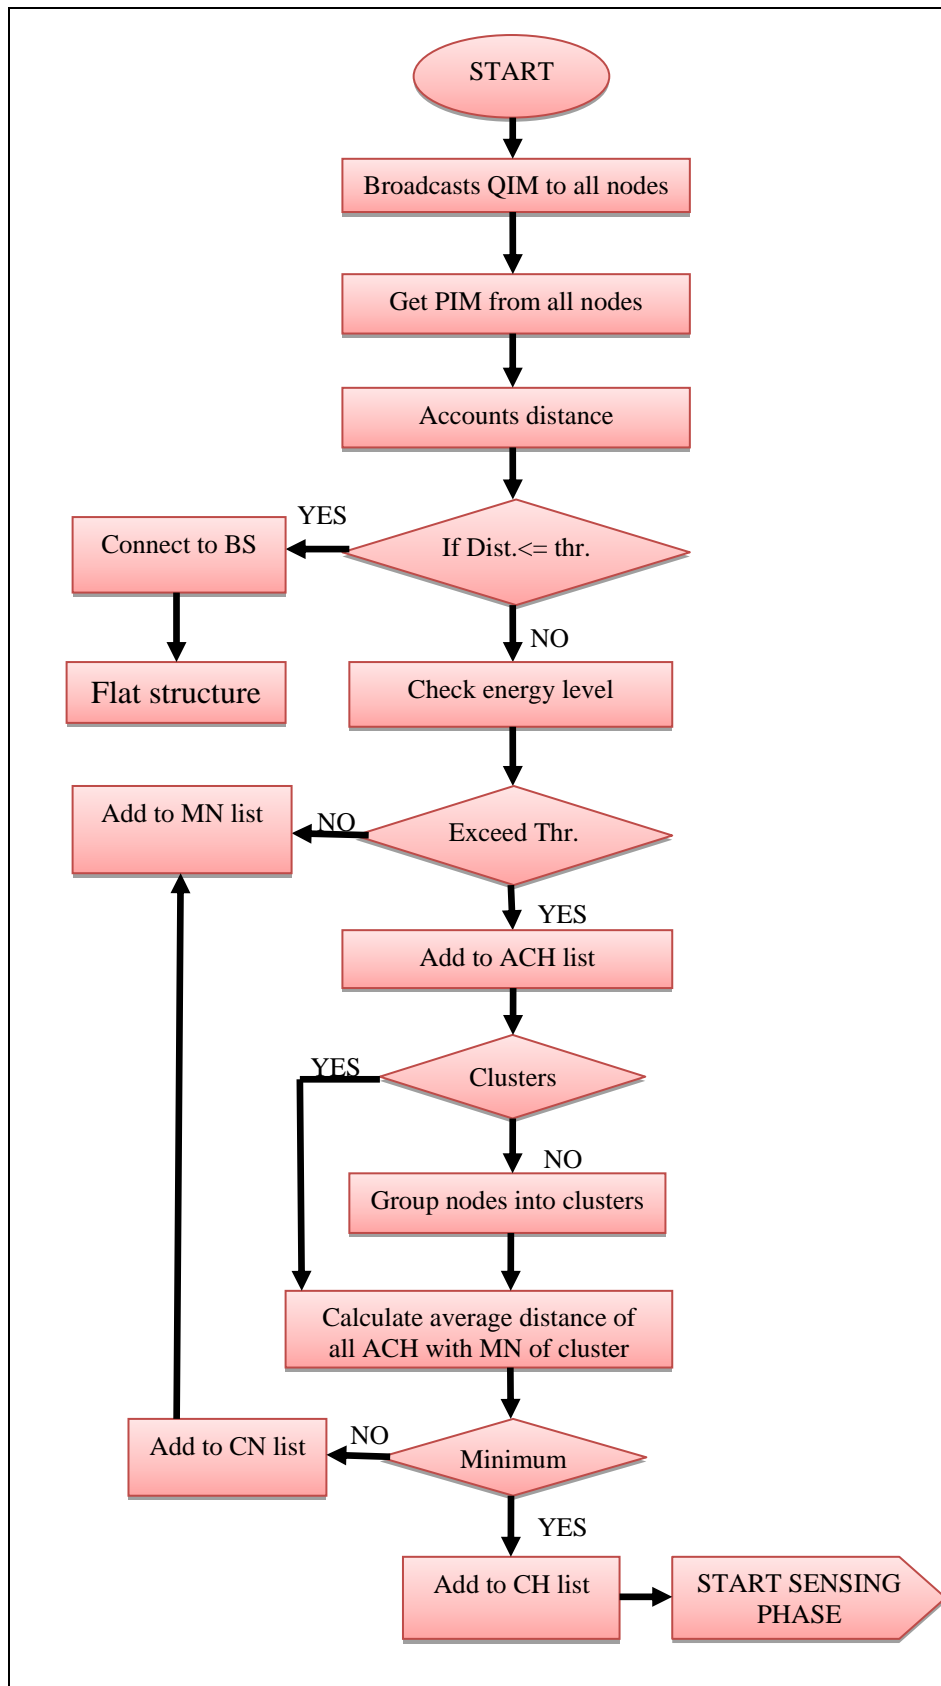 START
Broadcasts QIM to all nodes
Get PIM from all nodes
Accounts distance
YES
Connect to BS
If Dist.<= thr.
NO
Flat structure
Check energy level
Add to MN list
NO
Exceed Thr.
YES
Add to ACH list
YES
Clusters
NO
Group nodes into clusters
Calculate average distance of
all ACH with MN of cluster
NO
Add to CN list
Minimum
YES
Add to CH list
START SENSING
PHASE